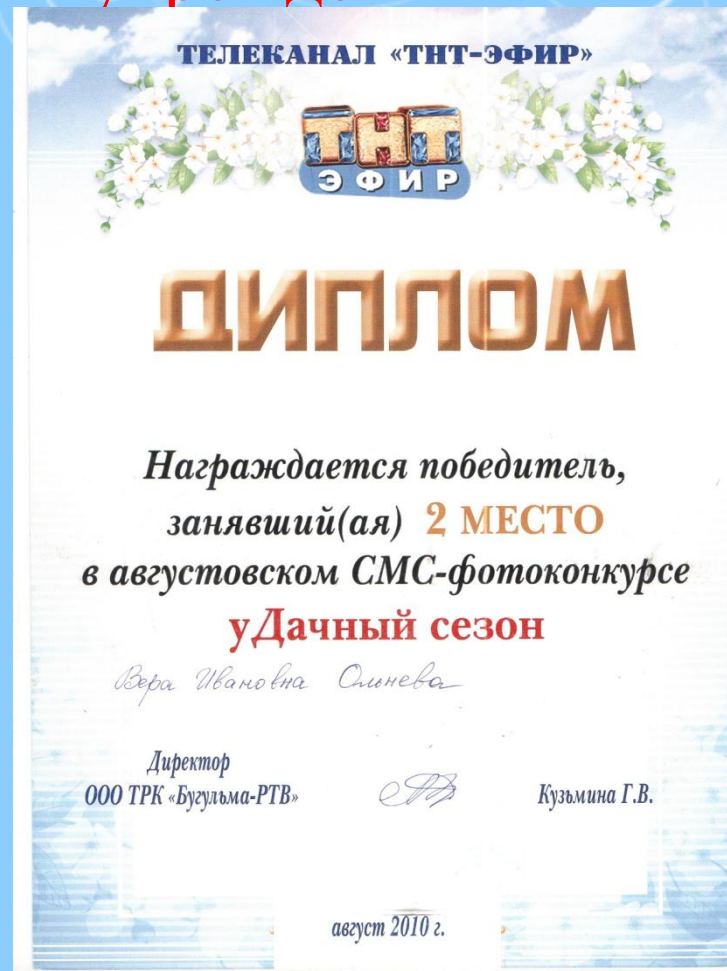 ТЕЛЕКАНАЛ «ТНТ-ЭФИР»
ТНТ
ЭФИР
ДИПЛОМ
Награждается победитель,
занявший(ая) 2 МЕСТО
в августовском СМС-фотоконкурсе
уДачный сезон
Вера Ивановна Ольнева
Директор
ООО ТРК «Бугульма-РТВ»
Кузьмина Г.В.
август 2010 г.